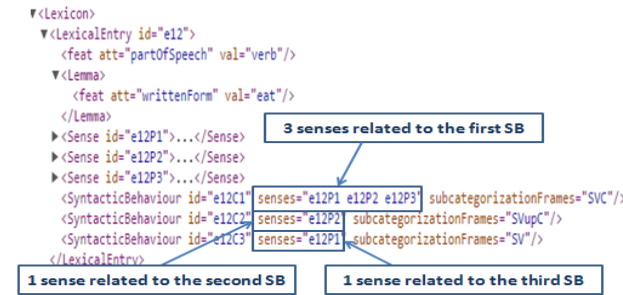 ▼<Lexicon>
▼<LexicalEntry id="e12">
<feat att="partOfSpeech" val="verb"/>
▼<Lemma>
<feat att="writtenForm" val="eat"/>
</Lemma>
3 senses related to the first SB
▶<Sense id="e12P1">...</Sense>
▶<Sense id="e12P2">...</Sense>
▶<Sense id="e12P3">...</Sense>
<SyntacticBehaviour id="e12C1" senses="e12P1 e12P2 e12P3" subcategorizationFrames="SVC"/>
<SyntacticBehaviour id="e12C2" senses="e12P2" subcategorizationFrames="SVupC"/>
<SyntacticBehaviour id="e12C3" senses="e12P1" subcategorizationFrames="SV"/>
</LexicalEntry>
1 sense related to the second SB
1 sense related to the third SB